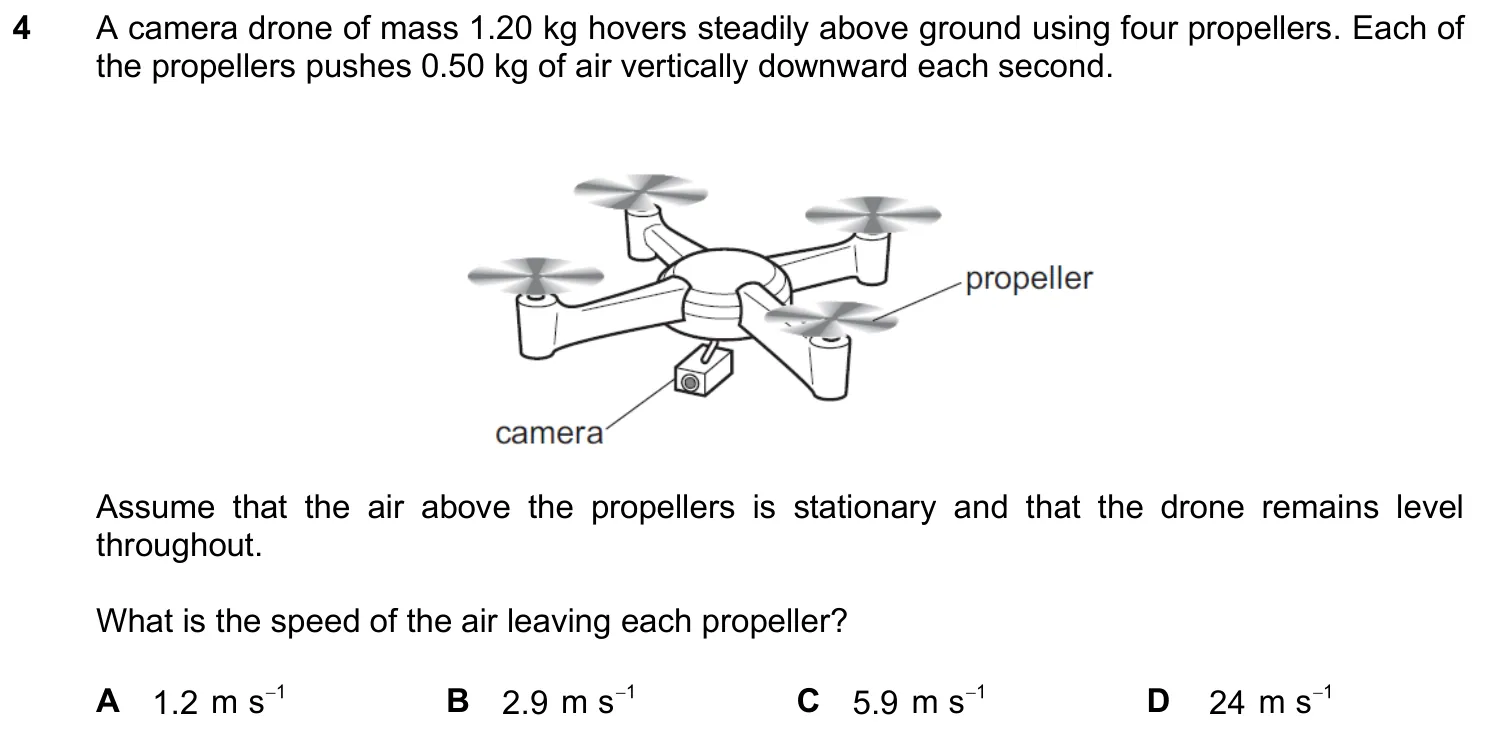 4 A camera drone of mass 1.20 kg hovers steadily above ground using four propellers. Each of
the propellers pushes 0.50 kg of air vertically downward each second.
propeller
camera
Assume that the air above the propellers is stationary and that the drone remains level
throughout.
What is the speed of the air leaving each propeller?
A 1.2 m s⁻¹ B 2.9 m s⁻¹ C 5.9 m s⁻¹ D 24 m s⁻¹